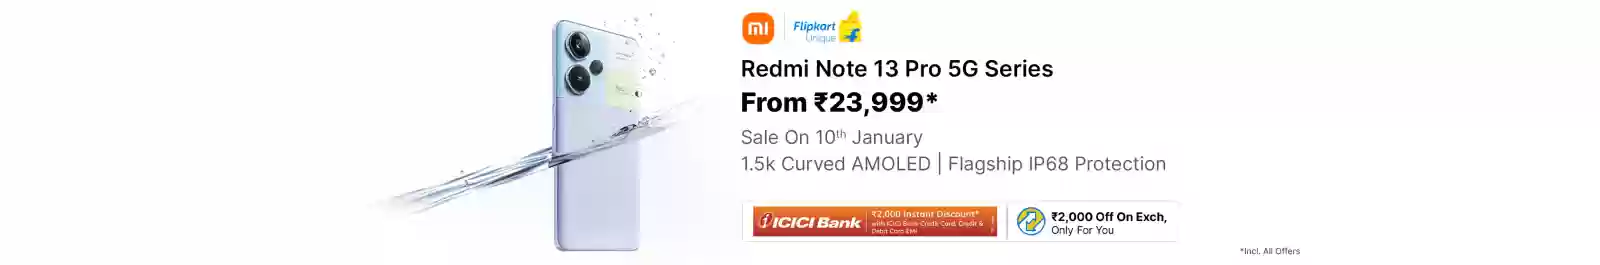 mi
Flipkart
Unique
Redmi Note 13 Pro 5G Series
From ₹23,999*
Sale On 10th January
1.5k Curved AMOLED | Flagship IP68 Protection
ICICI Bank
₹2,000 Instant Discount*
with ICICI Bank Credit Card, Credit &
Debit Card EMI
₹2,000 Off On Exch,
Only For You
*Incl. All Offers